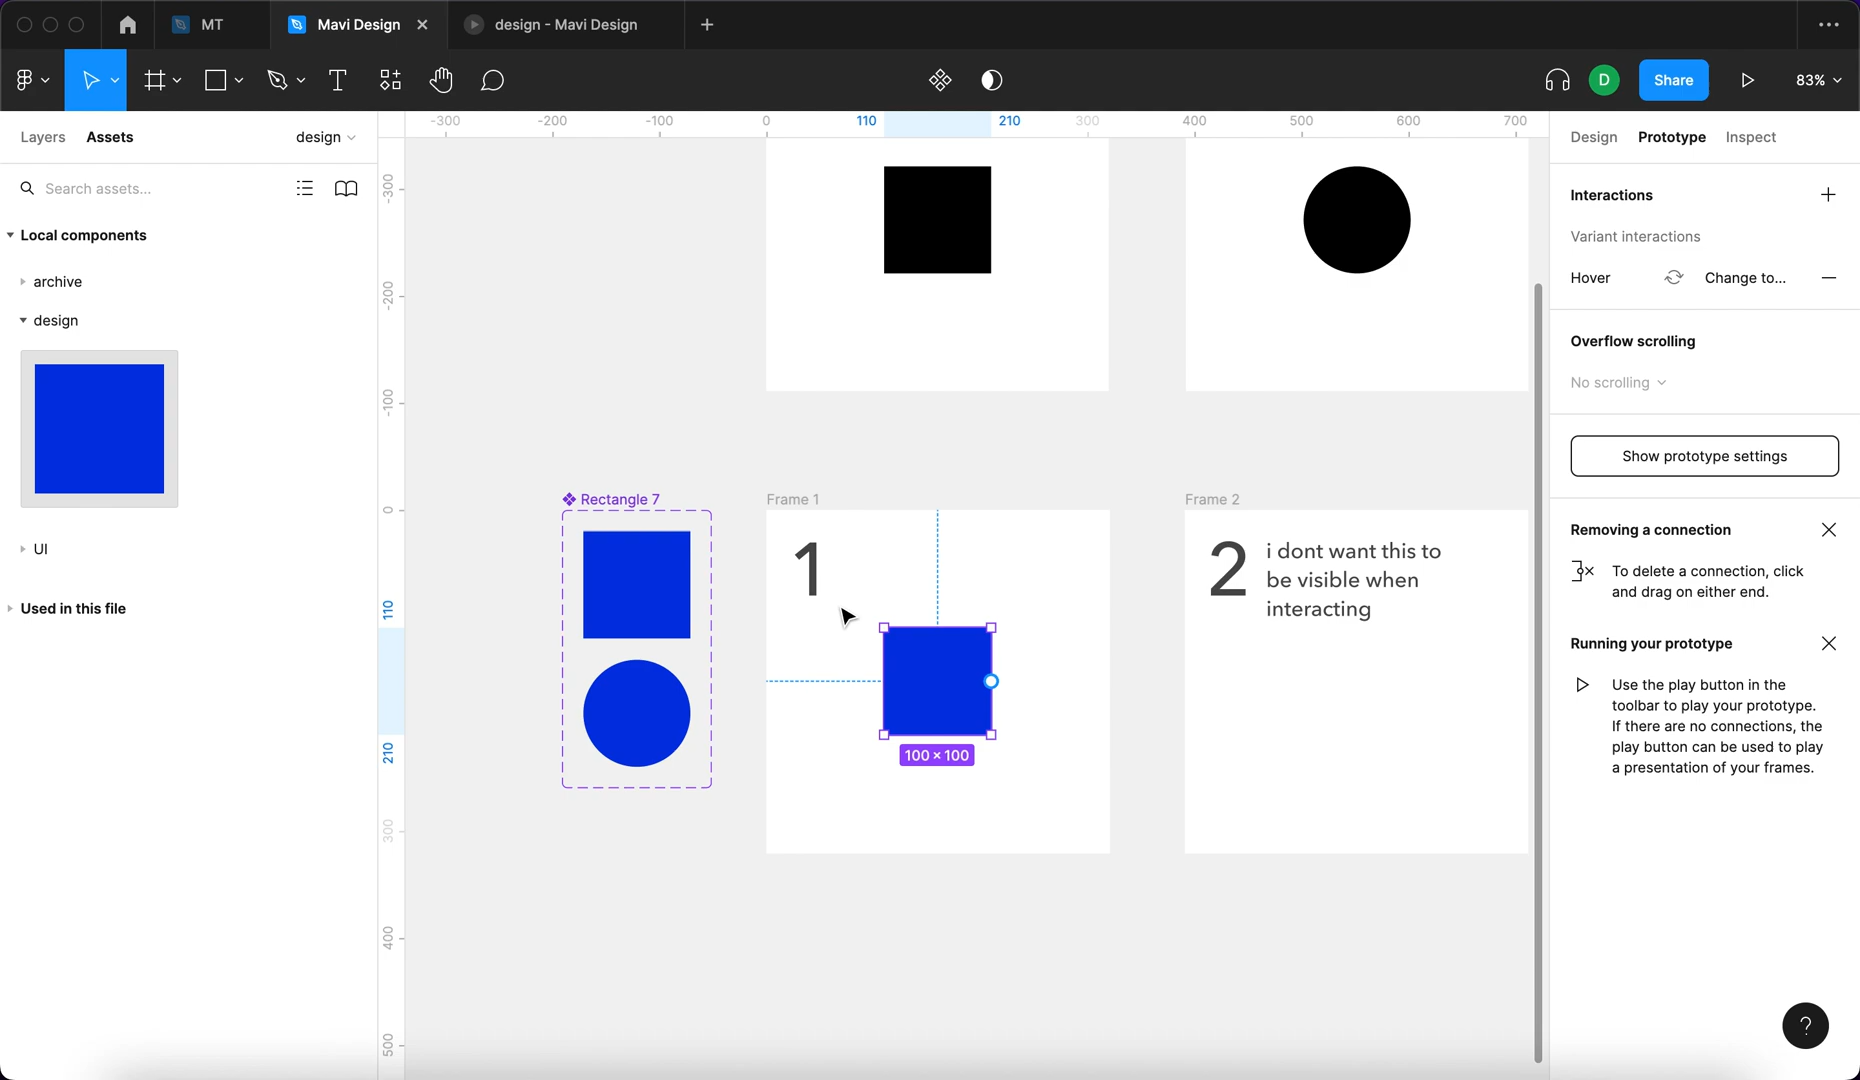 MT
Mavi Design
design - Mavi Design
D
Share
83%
Layers
Assets
design
Search assets...
Local components
archive
design
UI
Used in this file
-300
-200
-100
0
110
210
300
400
500
600
700
-300
-200
-100
0
110
210
300
400
500
Rectangle 7
Frame 1
1
100 × 100
Frame 2
2
i dont want this to
be visible when
interacting
Design
Prototype
Inspect
Interactions
Variant interactions
Hover
Change to...
Overflow scrolling
No scrolling
Show prototype settings
Removing a connection
To delete a connection, click
and drag on either end.
Running your prototype
Use the play button in the
toolbar to play your prototype.
If there are no connections, the
play button can be used to play
a presentation of your frames.
?